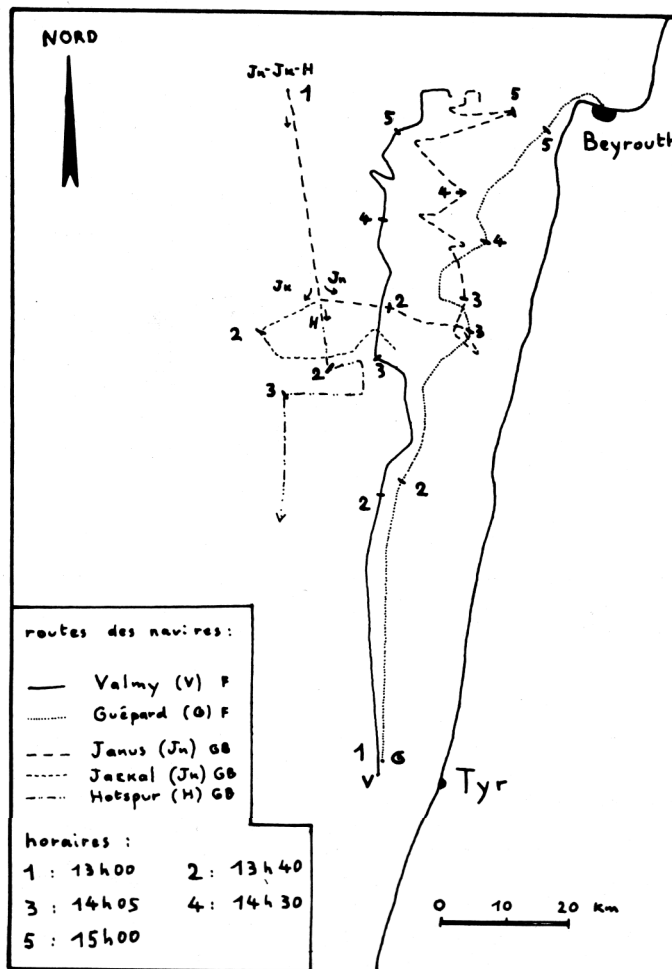 NORD
Jn-Jk-H
1
5
5
5
Beyrouth
4
4
4
Jk
Jn
2
3
2
H
3
2
3
3
2
2
V
1
G
V
Tyr
routes des navires :
Valmy (V) F
Guépard (G) F
Janus (Jn) GB
Jackal (Jn) GB
Hotspur (H) GB
horaires :
1 : 13h00 2 : 13h40
3 : 14h05 4 : 14h30
5 : 15h00
0 10 20 km